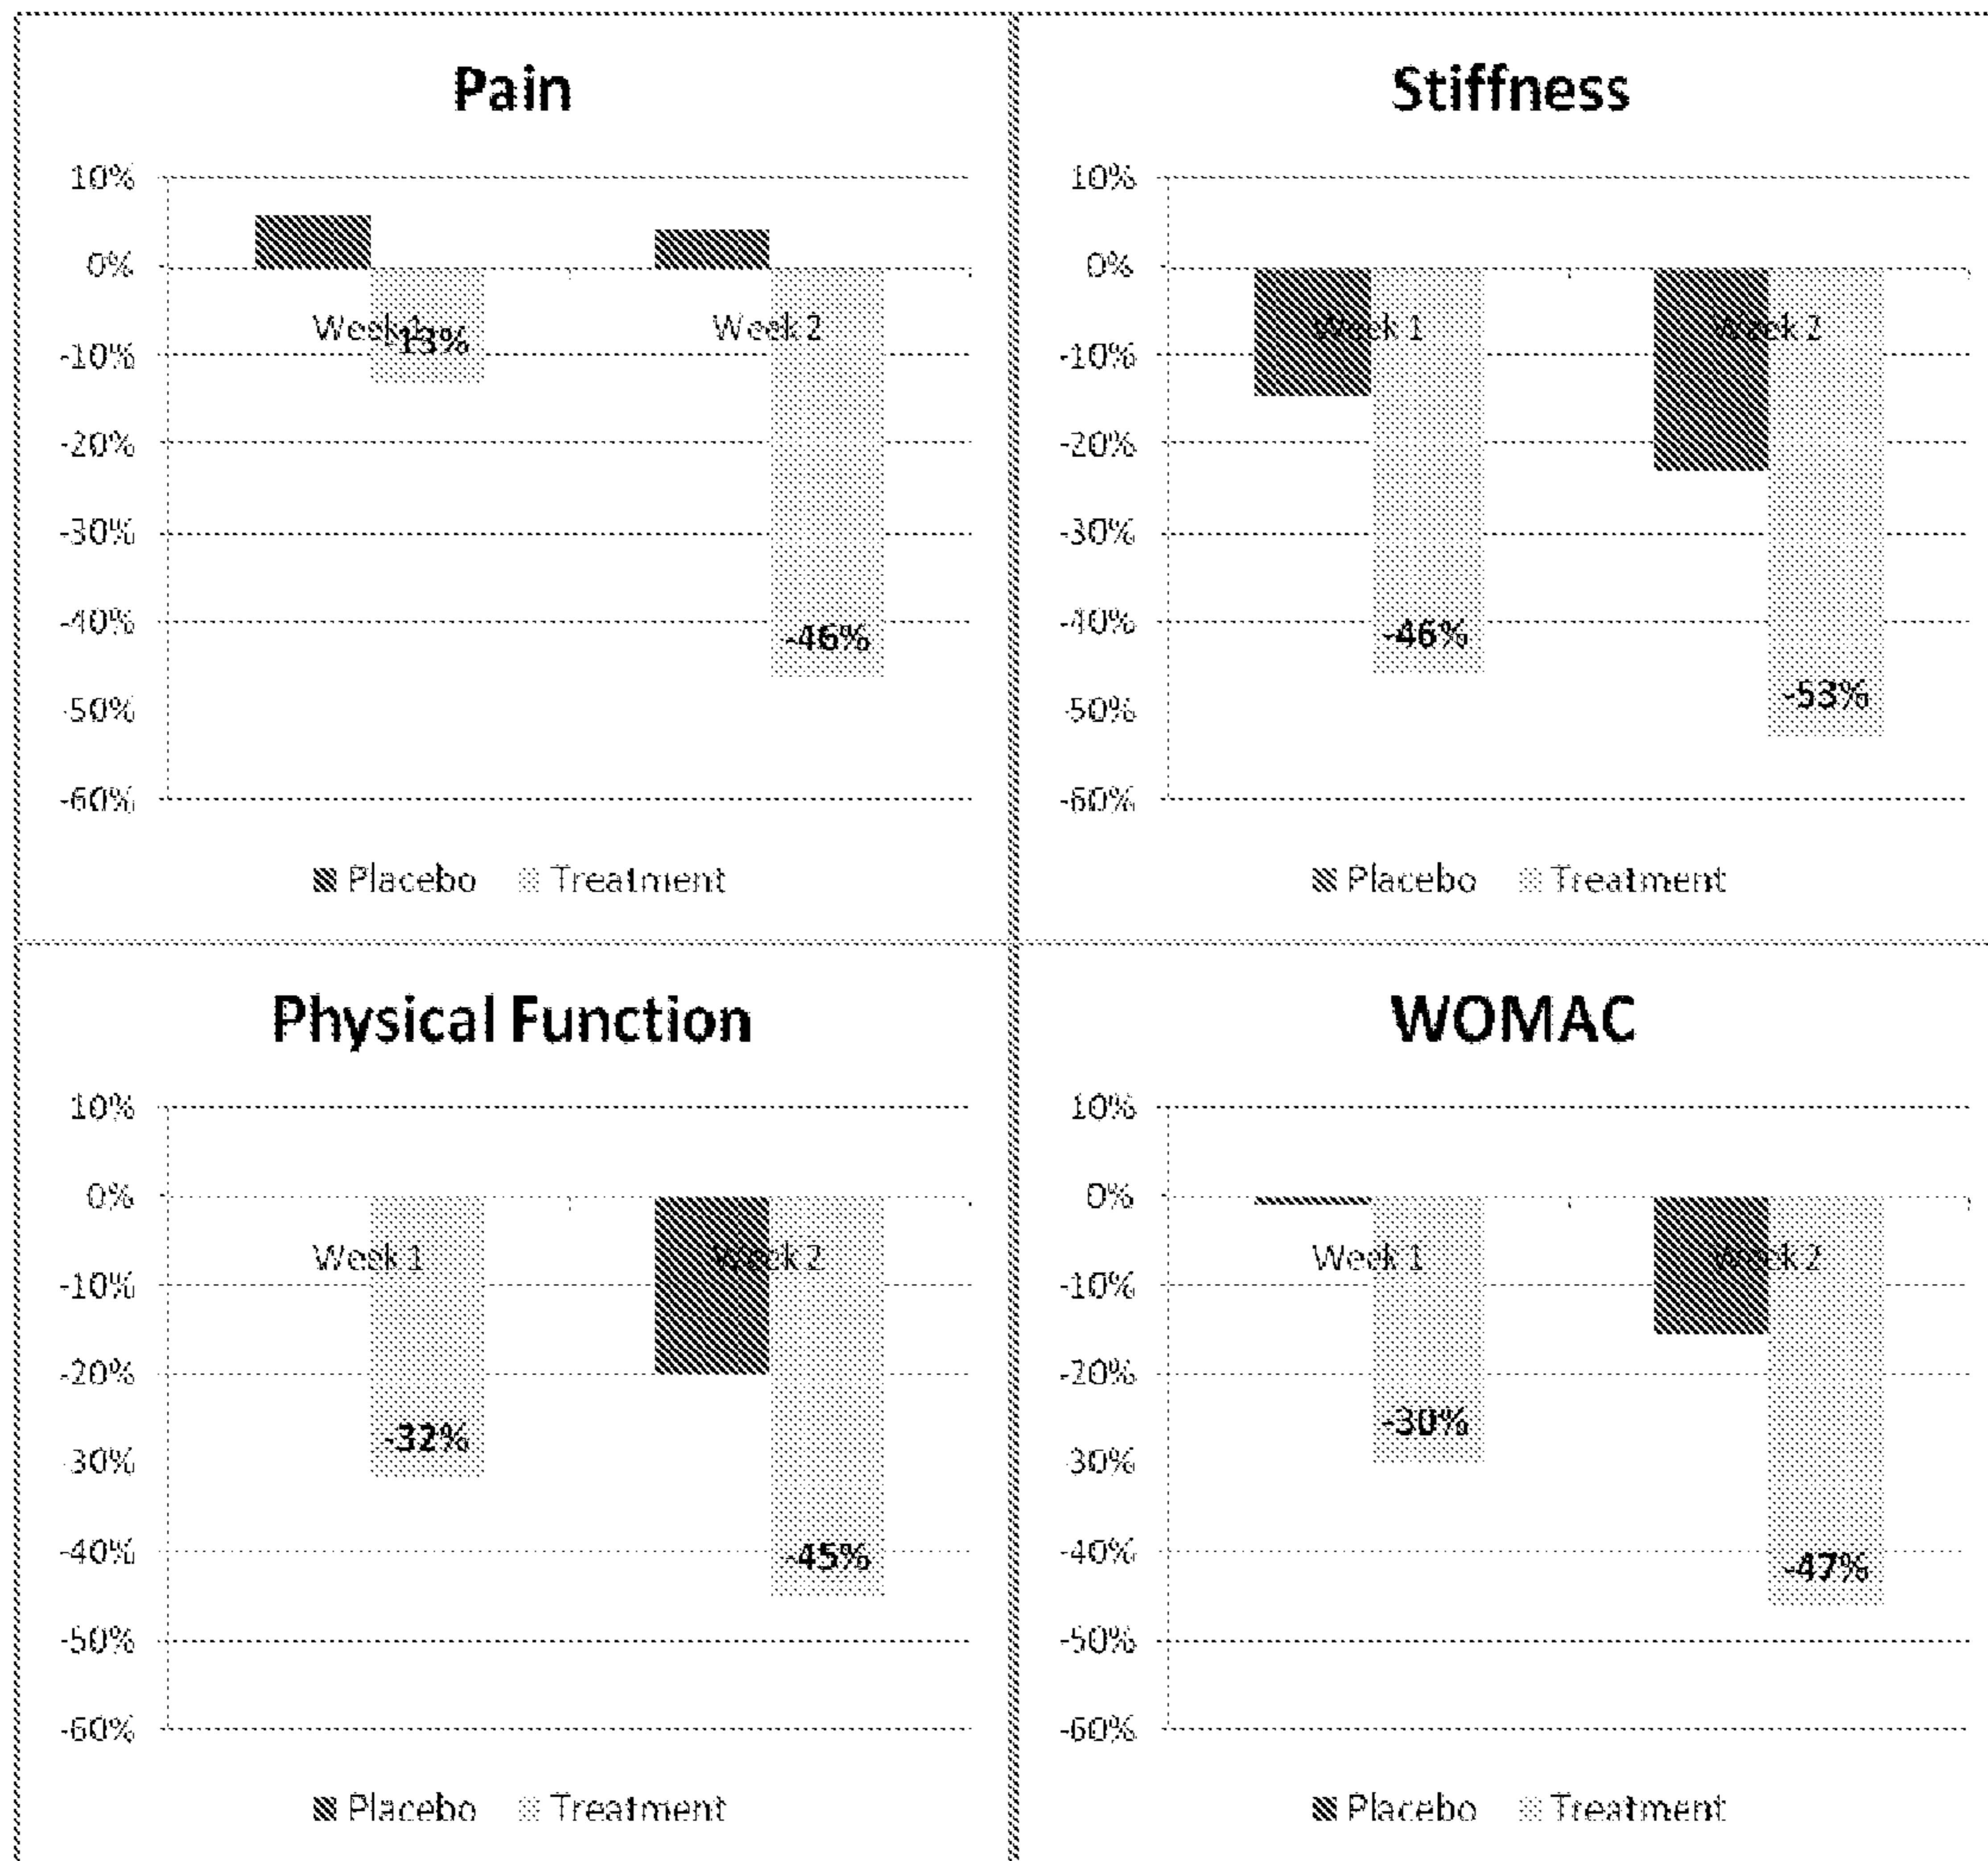 Pain
10%
0%
-10%
-20%
-30%
-40%
-50%
-60%
Week 1
-13%
Week 2
-46%
Placebo Treatment
Stiffness
10%
0%
-10%
-20%
-30%
-40%
-50%
-60%
Week 1
Week 2
-46%
-53%
Placebo Treatment
Physical Function
10%
0%
-10%
-20%
-30%
-40%
-50%
-60%
Week 1
Week 2
-32%
-45%
Placebo Treatment
WOMAC
10%
0%
-10%
-20%
-30%
-40%
-50%
-60%
Week 1
Week 2
-30%
-47%
Placebo Treatment